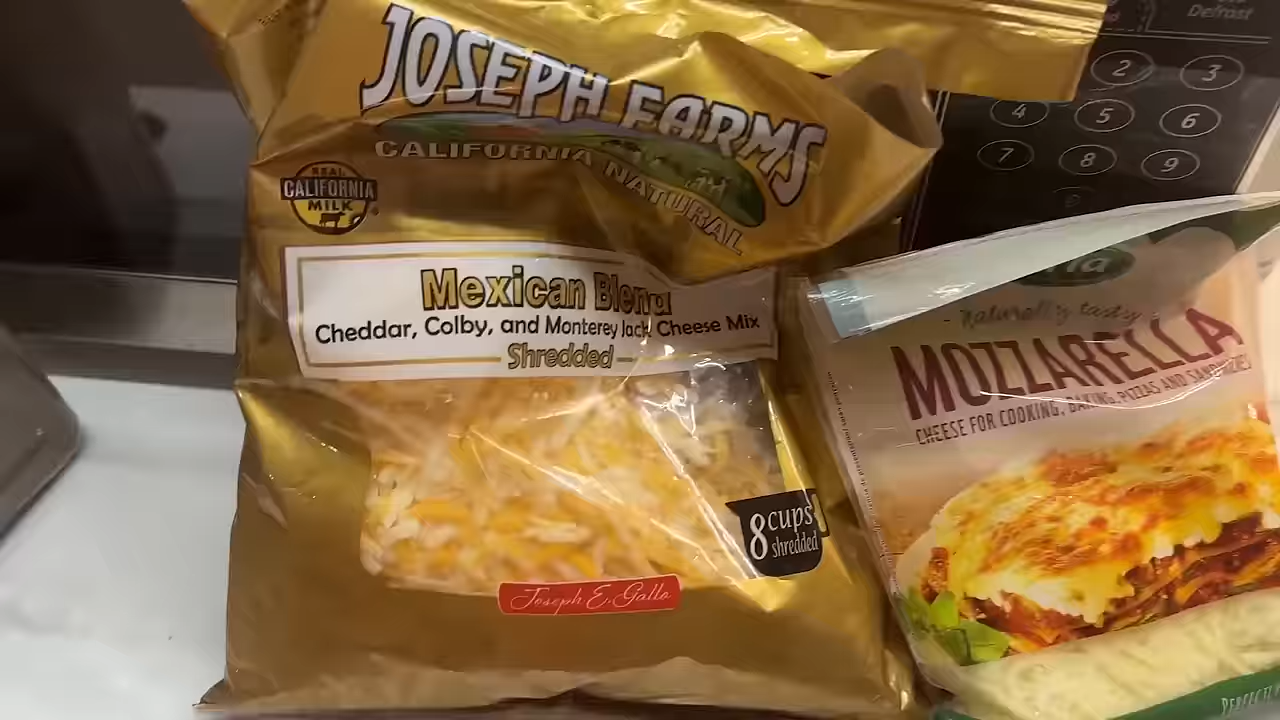 JOSEPH FARMS
CALIFORNIA NATURAL
REAL
CALIFORNIA
MILK
Mexican Blend
Cheddar, Colby, and Monterey Jack Cheese Mix
Shredded
8 cups
shredded
Joseph E. Gallo
Defrost
2 3
4 5 6
7 8 9
Naturally tasty
MOZZARELLA
CHEESE FOR COOKING, BAKING, PIZZAS AND SANDWICHES